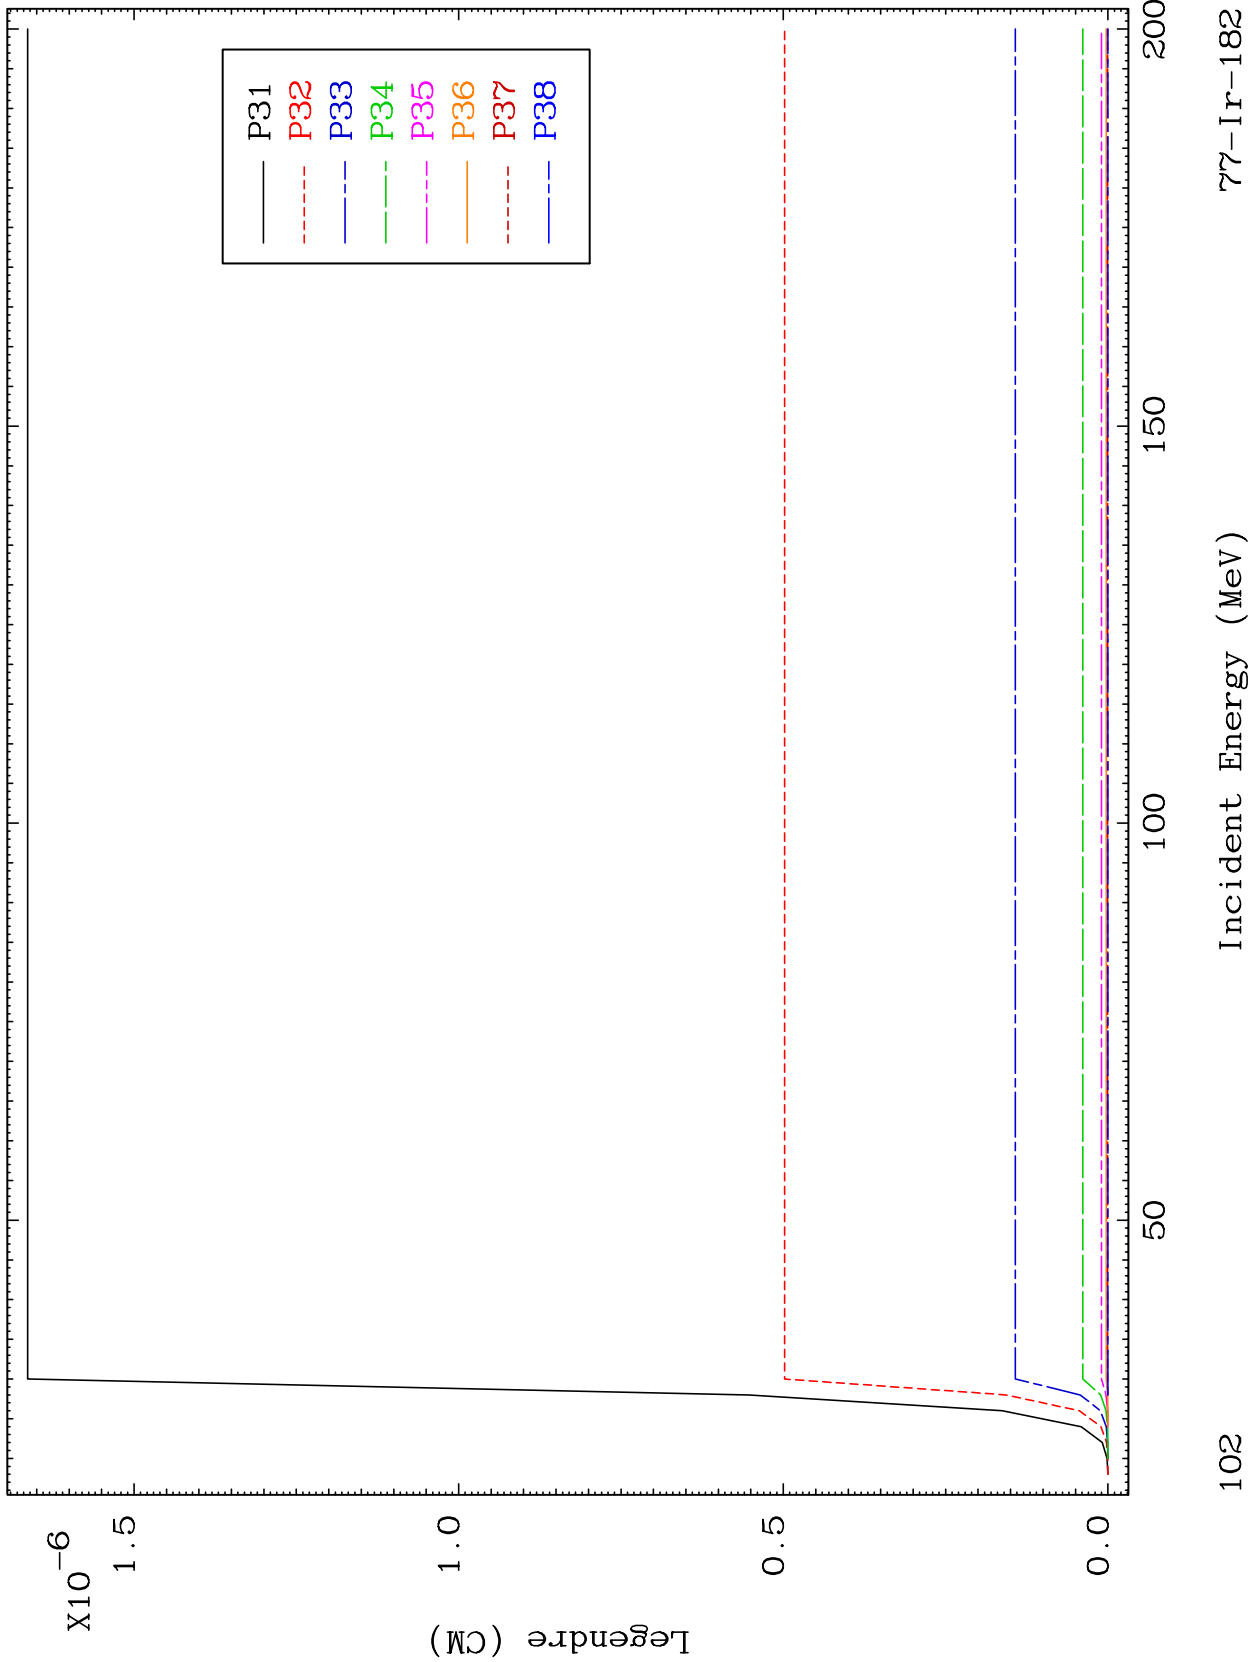 X10-6
1.5
1.0
0.5
0.0
Legendre (CM)
P31
P32
P33
P34
P35
P36
P37
P38
50
100
150
200
Incident Energy (MeV)
102
77-Ir-182